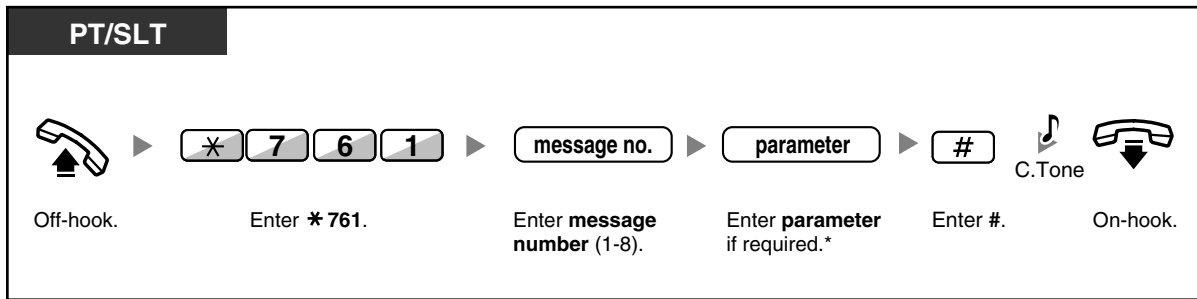 PT/SLT
* 7 6 1
message no.
parameter
#
C.Tone
Off-hook.
Enter * 761.
Enter message
number (1-8).
Enter parameter
if required.*
Enter #.
On-hook.